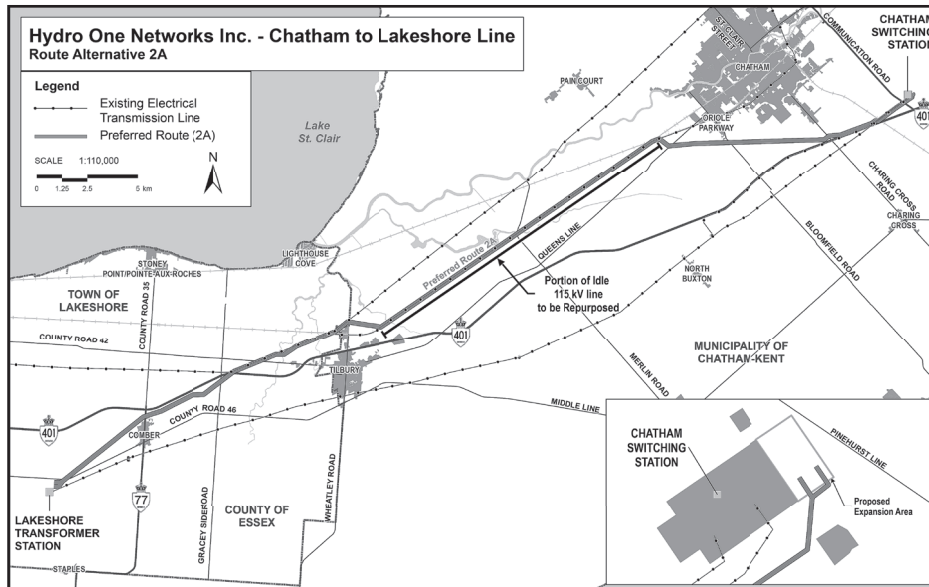 Hydro One Networks Inc. - Chatham to Lakeshore Line
Route Alternative 2A
Legend
Existing Electrical
Transmission Line
Preferred Route (2A)
SCALE 1:110,000
N
0 1.25 2.5 5 km
Lake
St. Clair
PAIN COURT
ST. CLAIR
STREET
CHATHAM
COMMUNICATION ROAD
CHATHAM
SWITCHING
STATION
401
ORIOLE
PARKWAY
CHARING CROSS
ROAD
CHARING
CROSS
BLOOMFIELD ROAD
LIGHTHOUSE
COVE
STONEY
POINT/POINTE-AUX-ROCHES
Preferred Route 2A
QUEENS LINE
Portion of Idle
115 kV line
to be Repurposed
NORTH
BUXTON
TOWN OF
LAKESHORE
COUNTY ROAD 35
COUNTY ROAD 42
401
TILBURY
MUNICIPALITY OF
CHATHAM-KENT
MERLIN ROAD
MIDDLE LINE
COUNTY ROAD 46
401
COMBER
77
LAKESHORE
TRANSFORMER
STATION
GRACEY SIDEROAD
COUNTY OF
ESSEX
WHEATLEY ROAD
STAPLES
CHATHAM
SWITCHING
STATION
PINEHURST LINE
Proposed
Expansion Area